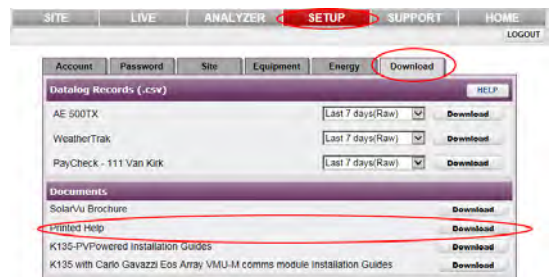 SITE LIVE ANALYZER SETUP SUPPORT HOME
LOGOUT
Account Password Site Equipment Energy Download
Datalog Records (.csv) HELP
AE 500TX Last 7 days(Raw) Download
WeatherTrak Last 7 days(Raw) Download
PayCheck - 111 Van Kirk Last 7 days(Raw) Download
Documents
SolarVu Brochure Download
Printed Help Download
K135-PVPowered Installation Guides Download
K135 with Carlo Gavazzi Eos Array VMU-M comms module Installation Guides Download